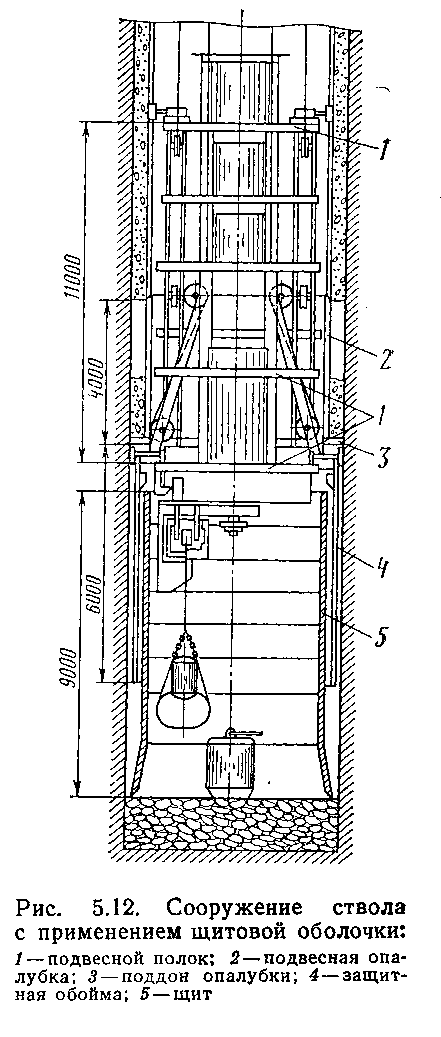 1
11000
2
4000
1
3
4
6000
5
9000
Рис. 5.12. Сооружение ствола
с применением щитовой оболочки:
1 — подвесной полок; 2 — подвесная опа-
лубка; 3 — поддон опалубки; 4 — защит-
ная обойма; 5 — щит